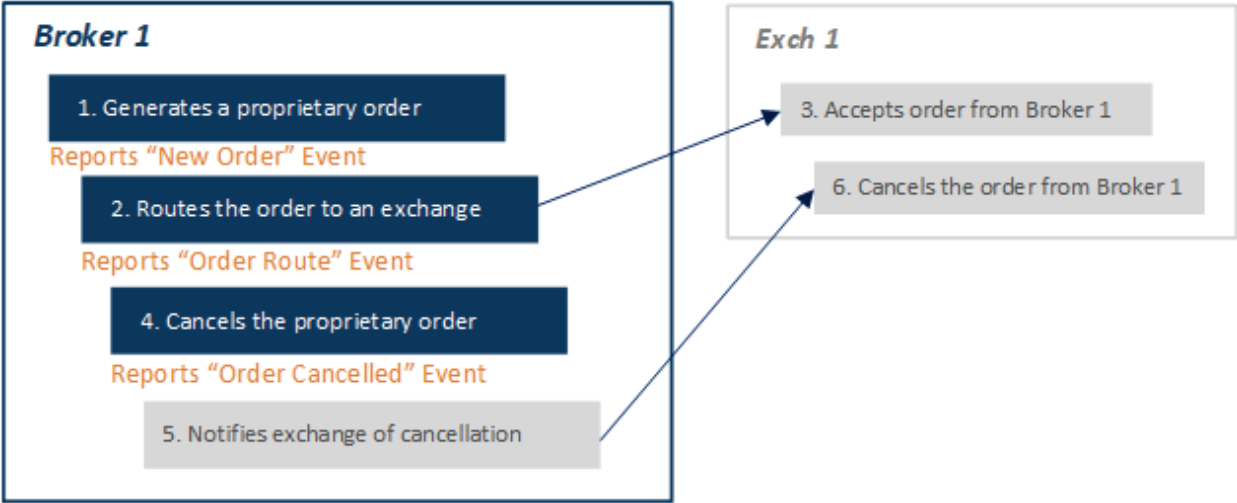 Broker 1
1. Generates a proprietary order
Reports “New Order” Event
2. Routes the order to an exchange
Reports “Order Route” Event
4. Cancels the proprietary order
Reports “Order Cancelled” Event
5. Notifies exchange of cancellation
Exch 1
3. Accepts order from Broker 1
6. Cancels the order from Broker 1